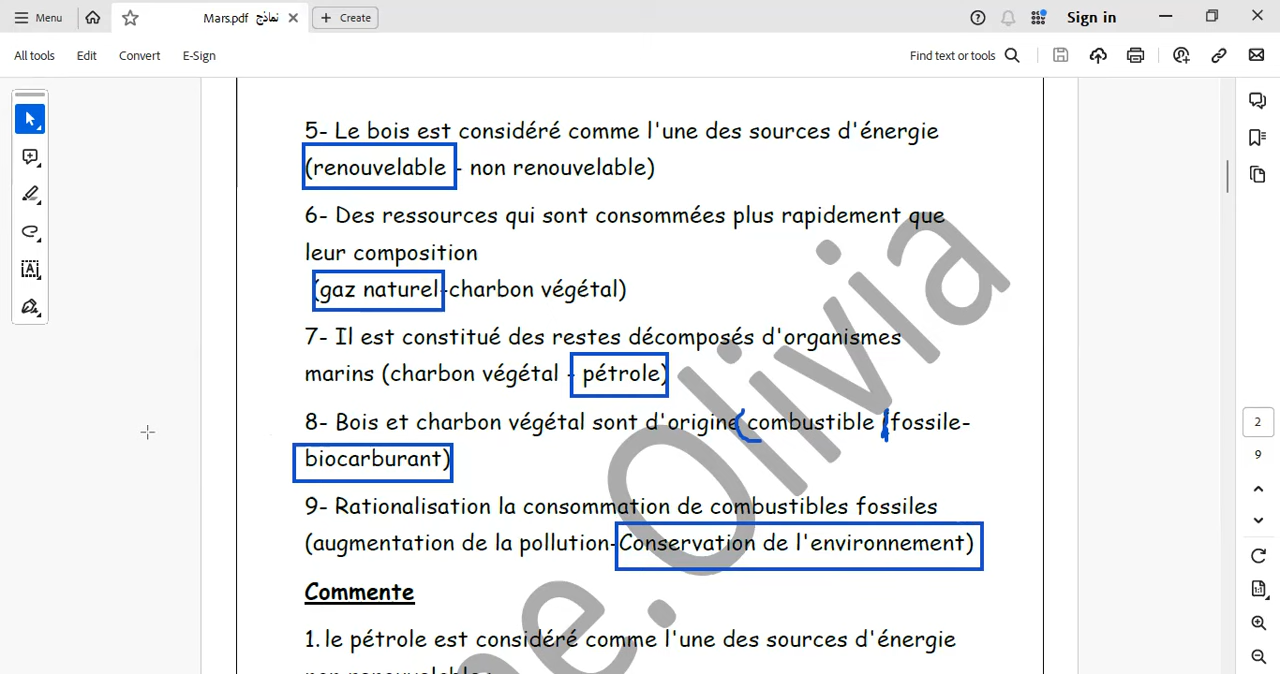 Menu
Mars.pdf نماذج
Create
Sign in
All tools
Edit
Convert
E-Sign
Find text or tools
5- Le bois est considéré comme l'une des sources d'énergie
(renouvelable - non renouvelable)
6- Des ressources qui sont consommées plus rapidement que
leur composition
(gaz naturel-charbon végétal)
7- Il est constitué des restes décomposés d'organismes
marins (charbon végétal - pétrole)
8- Bois et charbon végétal sont d'origine (combustible (fossile-
biocarburant)
9- Rationalisation la consommation de combustibles fossiles
(augmentation de la pollution-Conservation de l'environnement)
Commente
1. le pétrole est considéré comme l'une des sources d'énergie
non renouvelable :
me.Olivia
2
9